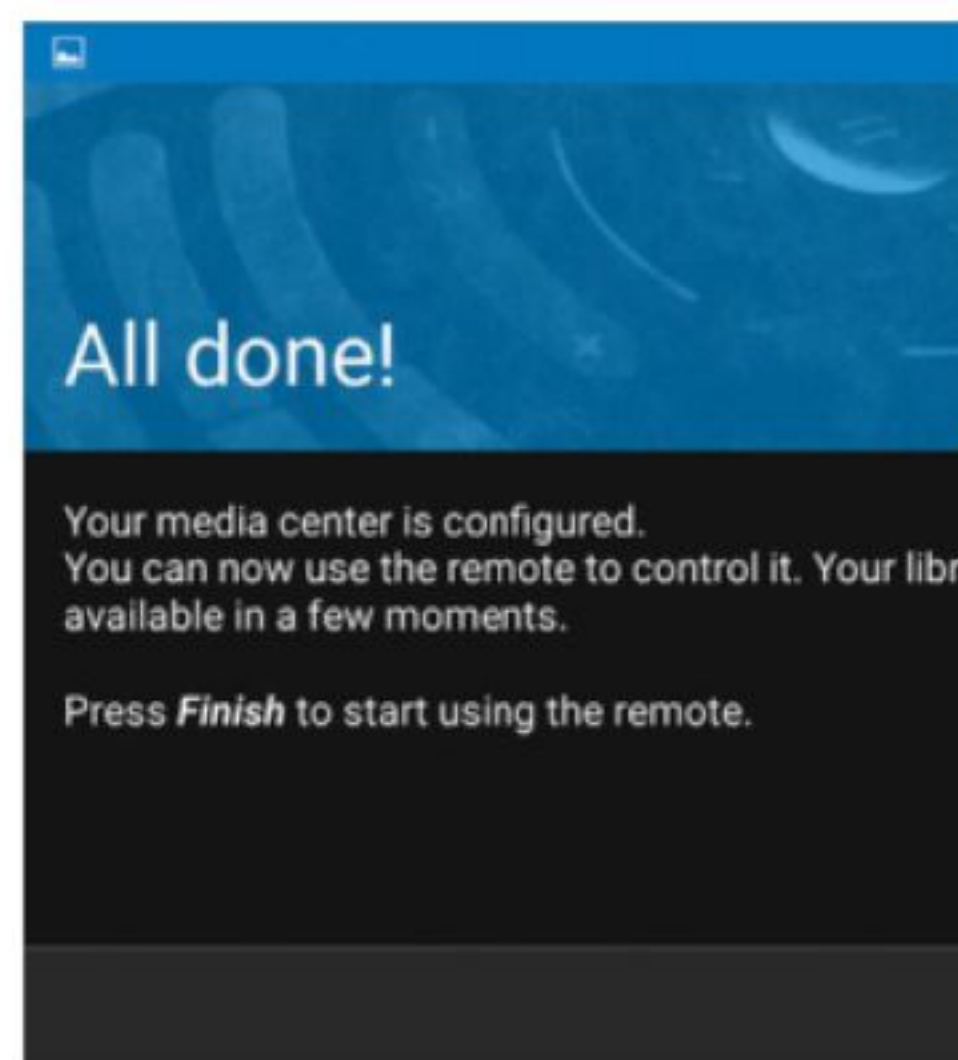 All done!
Your media center is configured.
You can now use the remote to control it. Your libr
available in a few moments.
Press Finish to start using the remote.